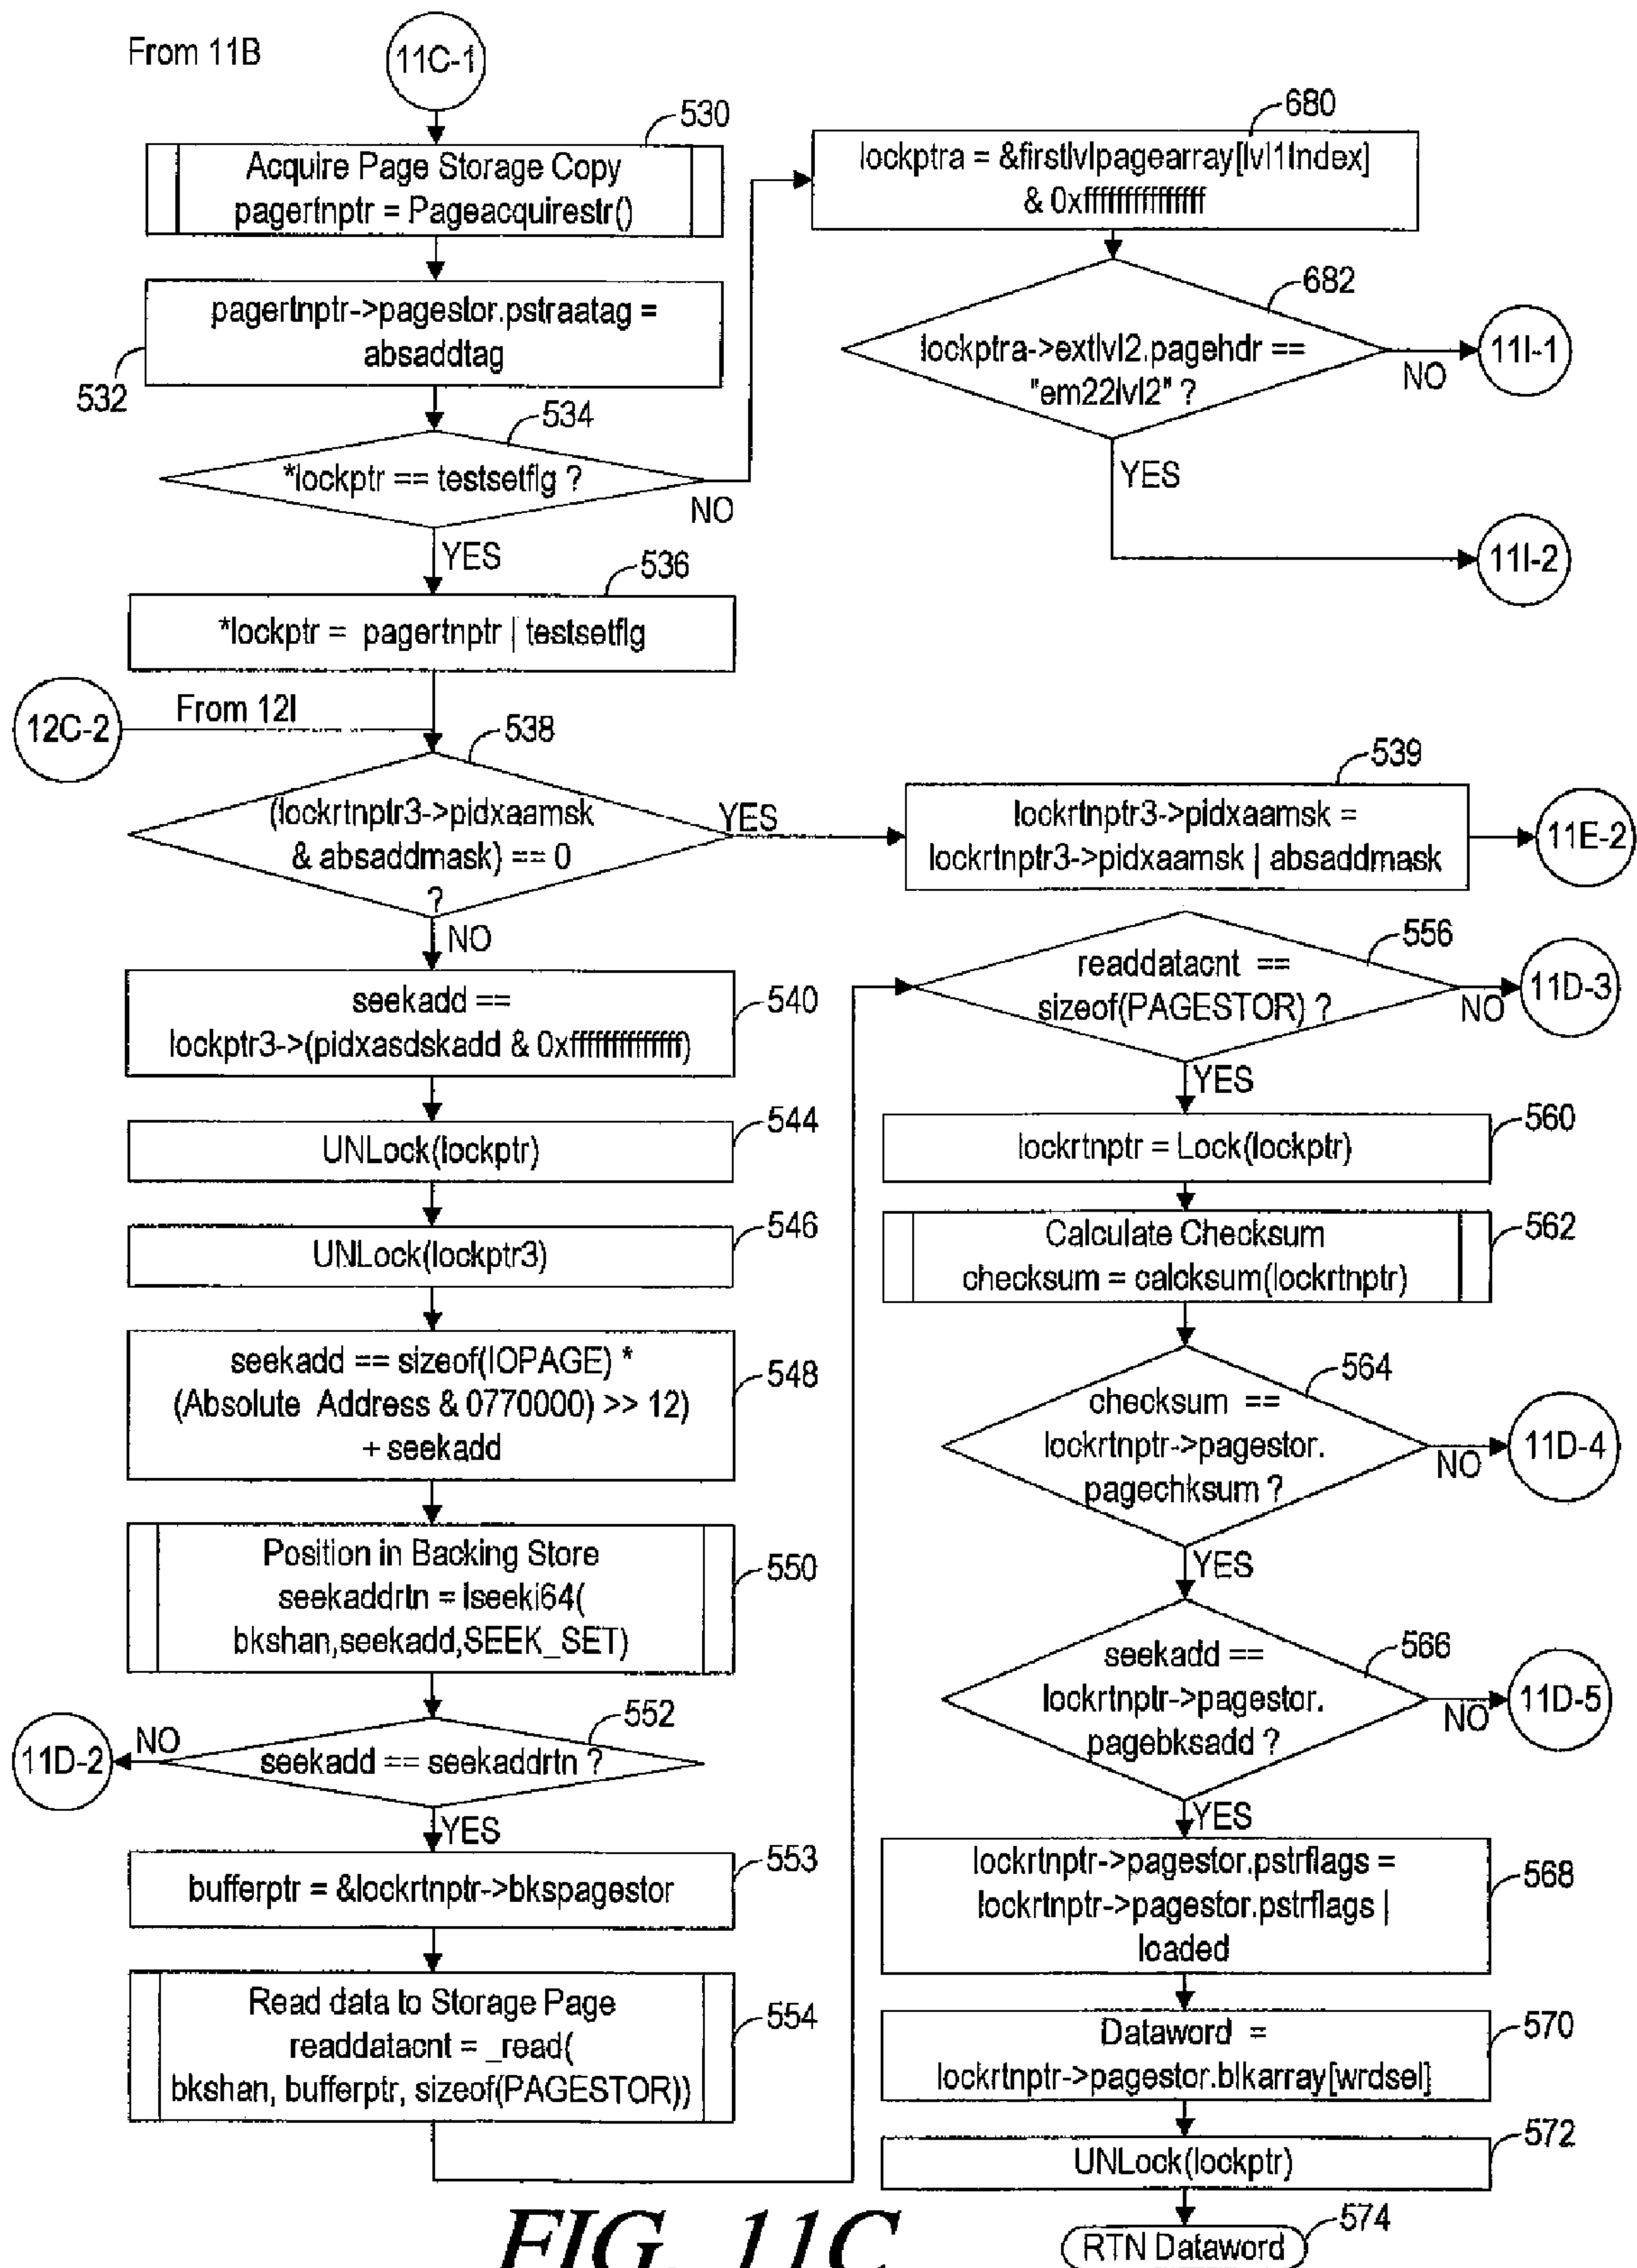 From 11B
11C-1
530
Acquire Page Storage Copy
pagertnptr = Pageacquirestr()
pagertnptr->pagestor.pstraatag =
absaddtag
532
534
*lockptr == testsetflg ?
NO
YES
536
*lockptr = pagertnptr | testsetflg
12C-2
From 12I
538
(lockrtnptr3->pidxaamsk
& absaddmask) == 0
?
YES
NO
540
seekadd ==
lockptr3->(pidxasdskadd & 0xffffffffffffff)
544
UNLock(lockptr)
546
UNLock(lockptr3)
548
seekadd == sizeof(IOPAGE) *
(Absolute Address & 0770000) >> 12)
+ seekadd
550
Position in Backing Store
seekaddrtn = lseeki64(
bkshan,seekadd,SEEK_SET)
552
11D-2
NO
seekadd == seekaddrtn ?
YES
553
bufferptr = &lockrtnptr->bkspagestor
554
Read data to Storage Page
readdatacnt = _read(
bkshan, bufferptr, sizeof(PAGESTOR))
680
lockptra = &firstlvlpagearray[lvl1index]
& 0xffffffffffffff
682
lockptra->extlvl2.pagehdr ==
"em22lvl2" ?
NO
11I-1
YES
11I-2
539
lockrtnptr3->pidxaamsk =
lockrtnptr3->pidxaamsk | absaddmask
11E-2
556
readdatacnt ==
sizeof(PAGESTOR) ?
NO
11D-3
YES
560
lockrtnptr = Lock(lockptr)
562
Calculate Checksum
checksum = calcksum(lockrtnptr)
564
checksum ==
lockrtnptr->pagestor.
pagechksum ?
NO
11D-4
YES
566
seekadd ==
lockrtnptr->pagestor.
pagebksadd ?
NO
11D-5
YES
568
lockrtnptr->pagestor.pstrflags =
lockrtnptr->pagestor.pstrflags |
loaded
570
Dataword =
lockrtnptr->pagestor.blkarray[wrdsel]
572
UNLock(lockptr)
574
RTN Dataword
FIG. 11C